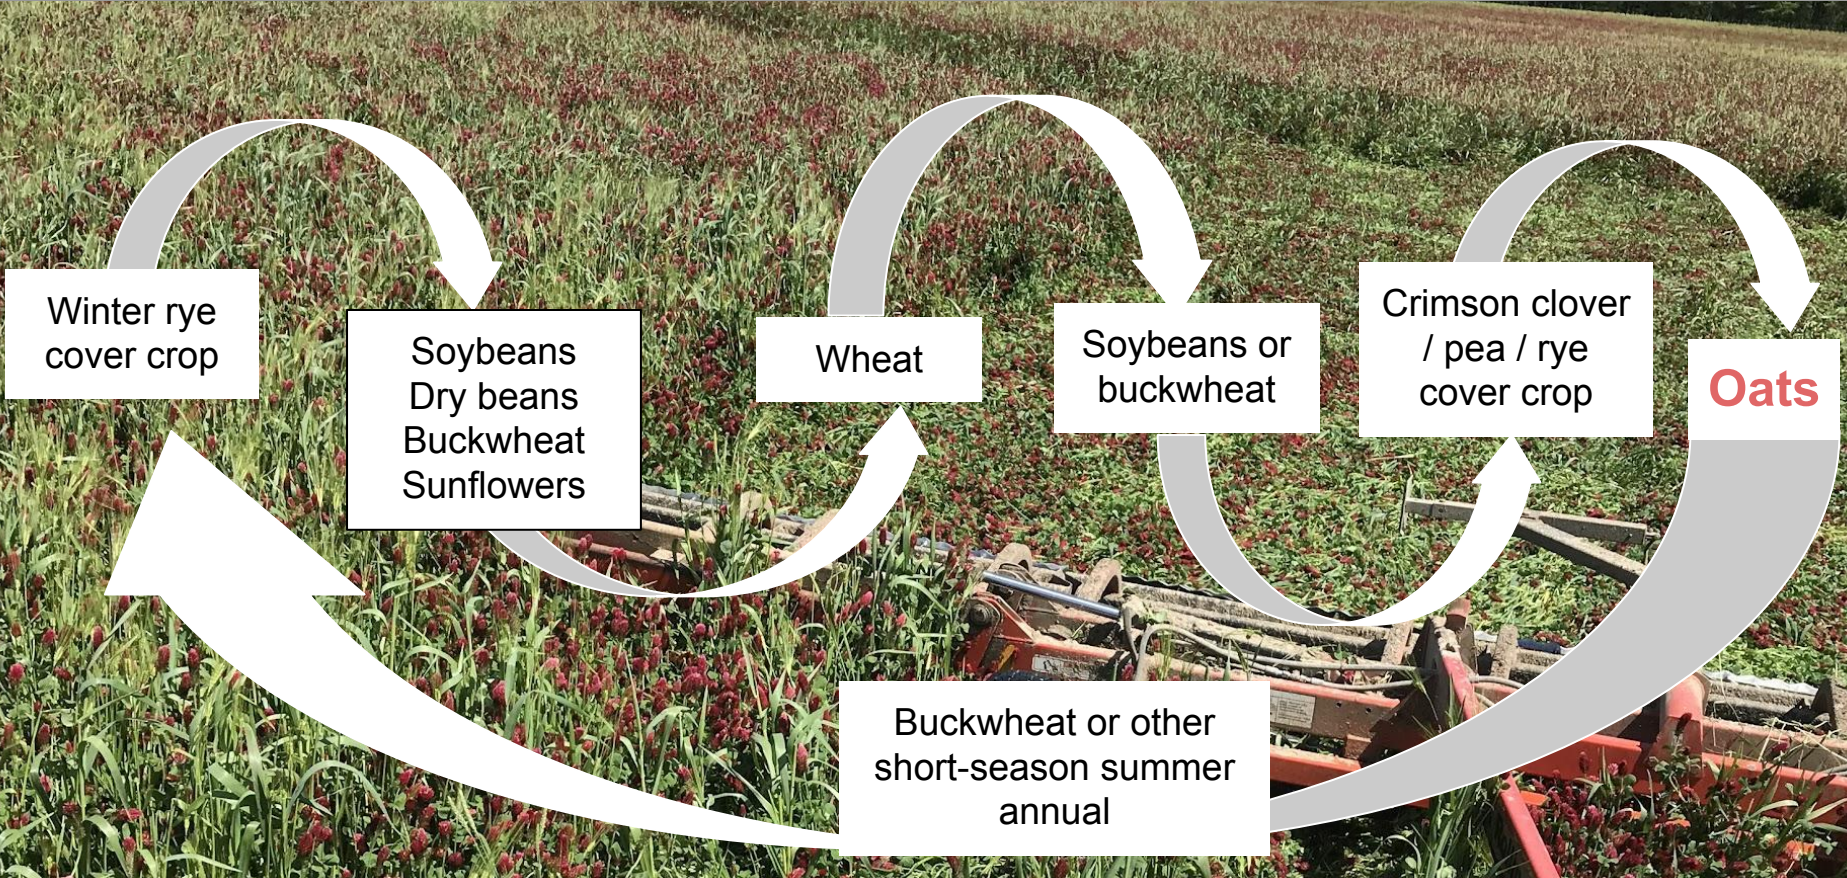 Winter rye
cover crop
Soybeans
Dry beans
Buckwheat
Sunflowers
Wheat
Soybeans or
buckwheat
Crimson clover
/ pea / rye
cover crop
Oats
Buckwheat or other
short-season summer
annual